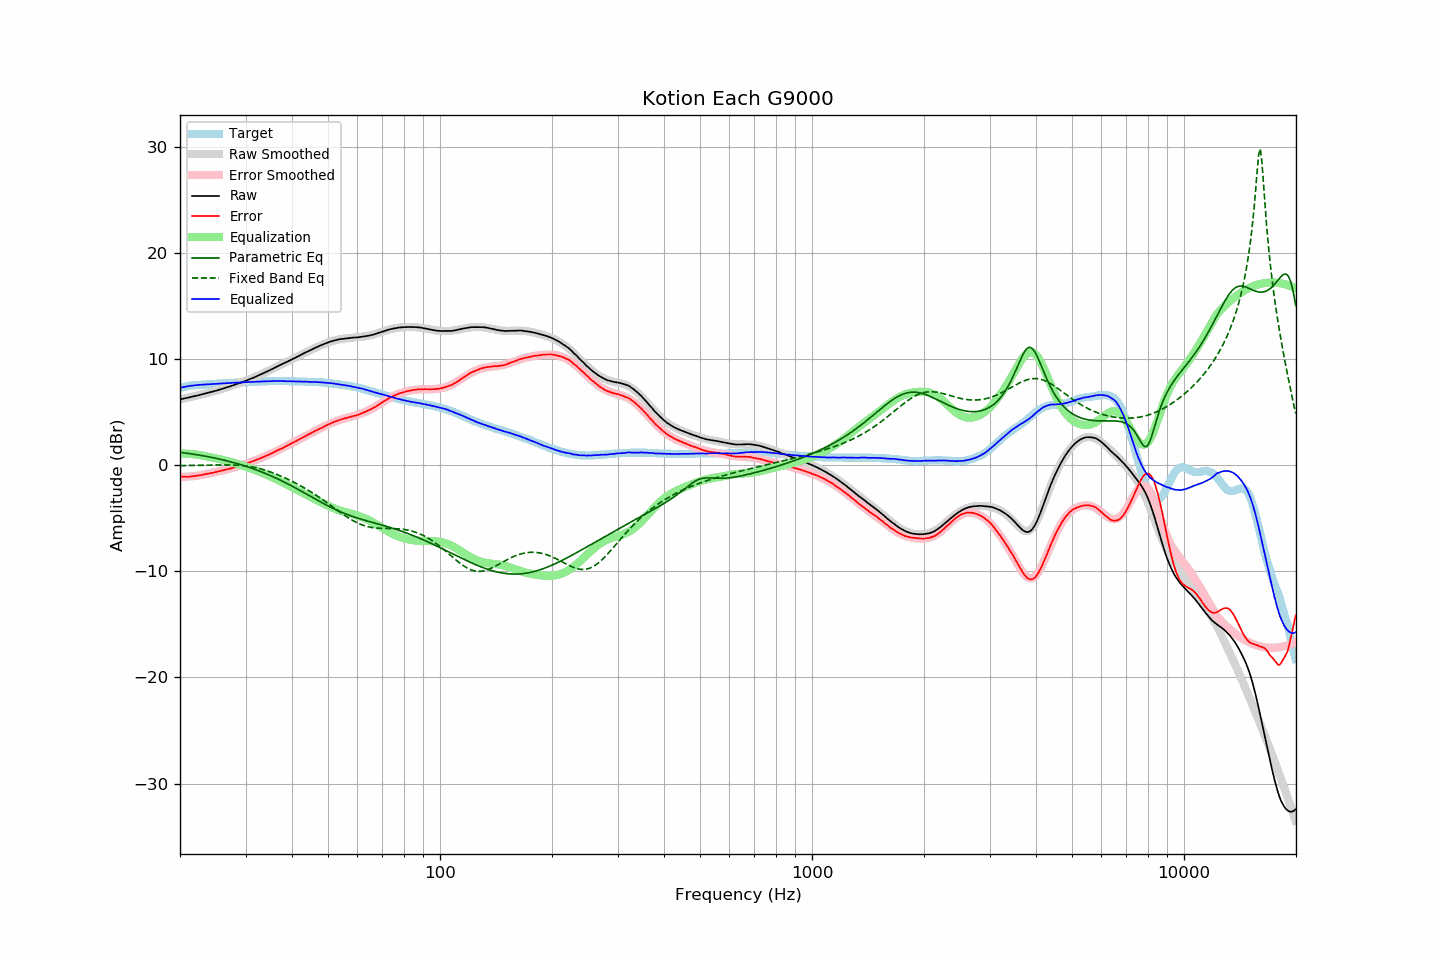 Kotion Each G9000
Target
Raw Smoothed
Error Smoothed
Raw
Error
Equalization
Parametric Eq
Fixed Band Eq
Equalized
30
20
10
0
−10
−20
−30
Amplitude (dBr)
100
1000
10000
Frequency (Hz)